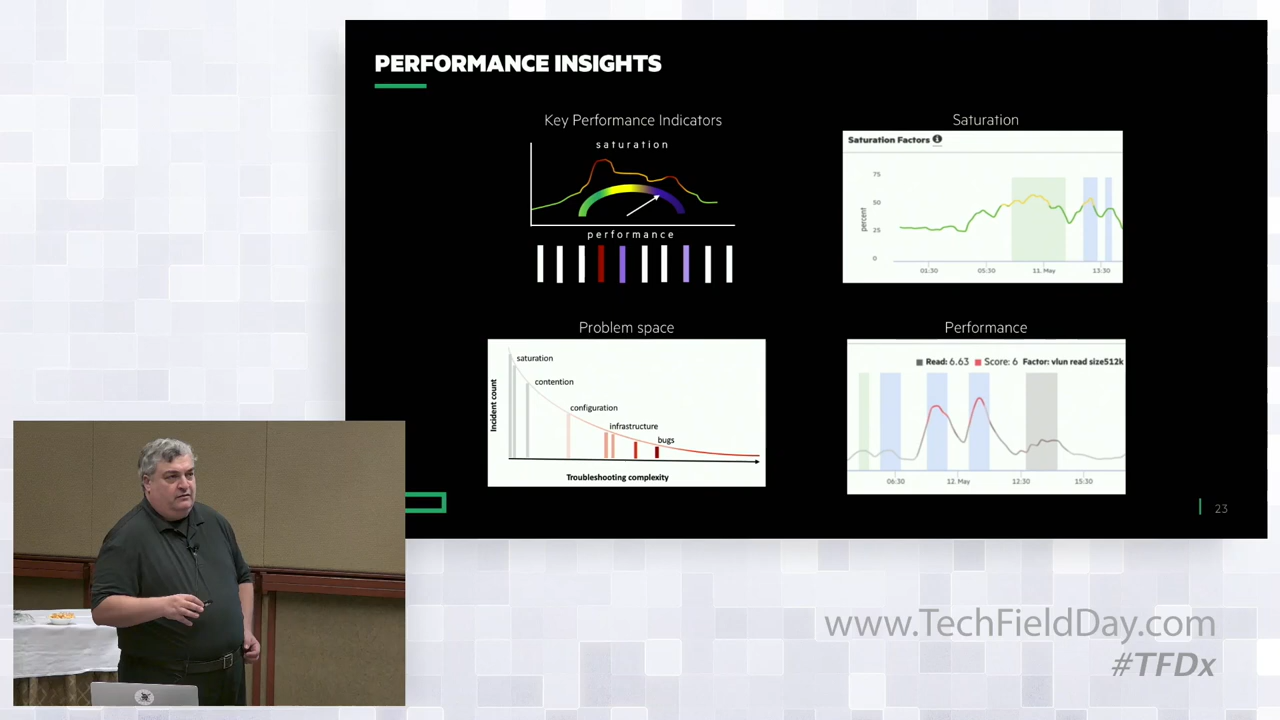 PERFORMANCE INSIGHTS
Key Performance Indicators
saturation
performance
Saturation
Saturation Factors
75
50
25
0
percent
01:30
05:30
11. May
13:30
Problem space
saturation
contention
configuration
infrastructure
bugs
Incident count
Troubleshooting complexity
Performance
Read: 6.63 Score: 6 Factor: vlun read size512k
06:30
12. May
12:30
15:30
23
www.TechFieldDay.com
#TFDx